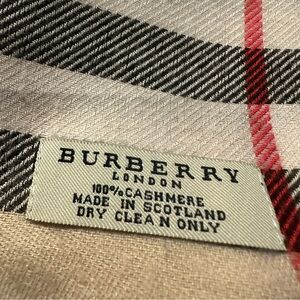 BURBERRY
LONDON
100% CASHMERE
MADE IN SCOTLAND
DRY CLEAN ONLY